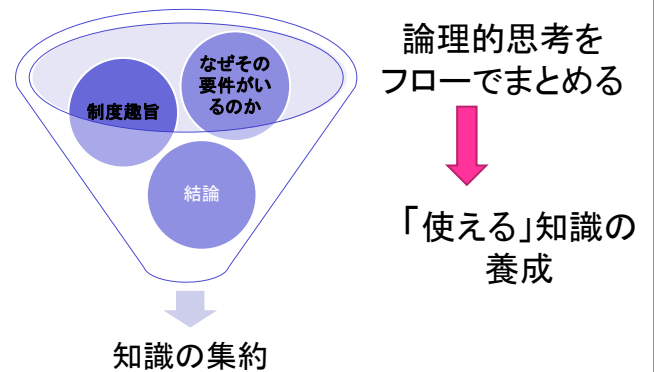 なぜその
要件がい
るのか
制度趣旨
結論
知識の集約
論理的思考を
フローでまとめる
「使える」知識の
養成